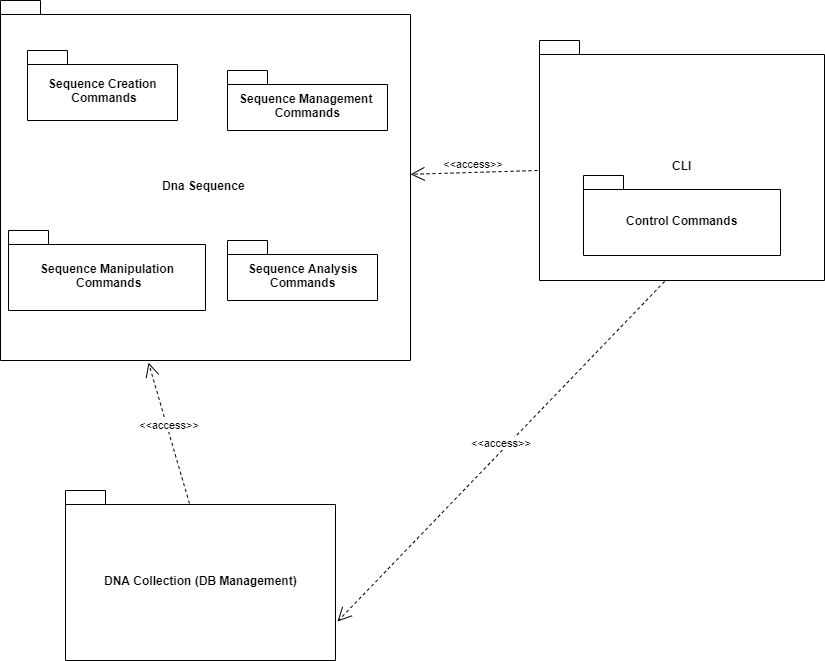 Sequence Creation
Commands
Sequence Management
Commands
Dna Sequence
Sequence Manipulation
Commands
Sequence Analysis
Commands
<<access>>
CLI
Control Commands
<<access>>
<<access>>
DNA Collection (DB Management)